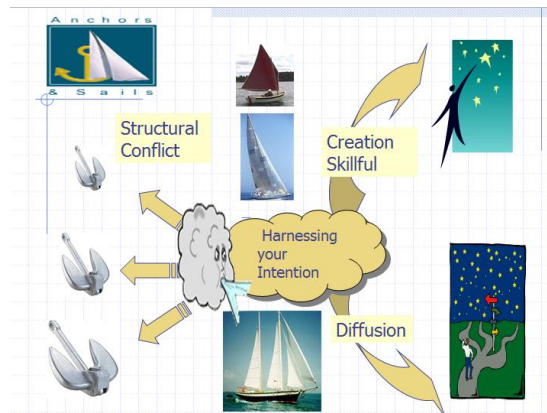 Anchors
& Sails
Structural
Conflict
Creation
Skillful
Harnessing
your
Intention
Diffusion